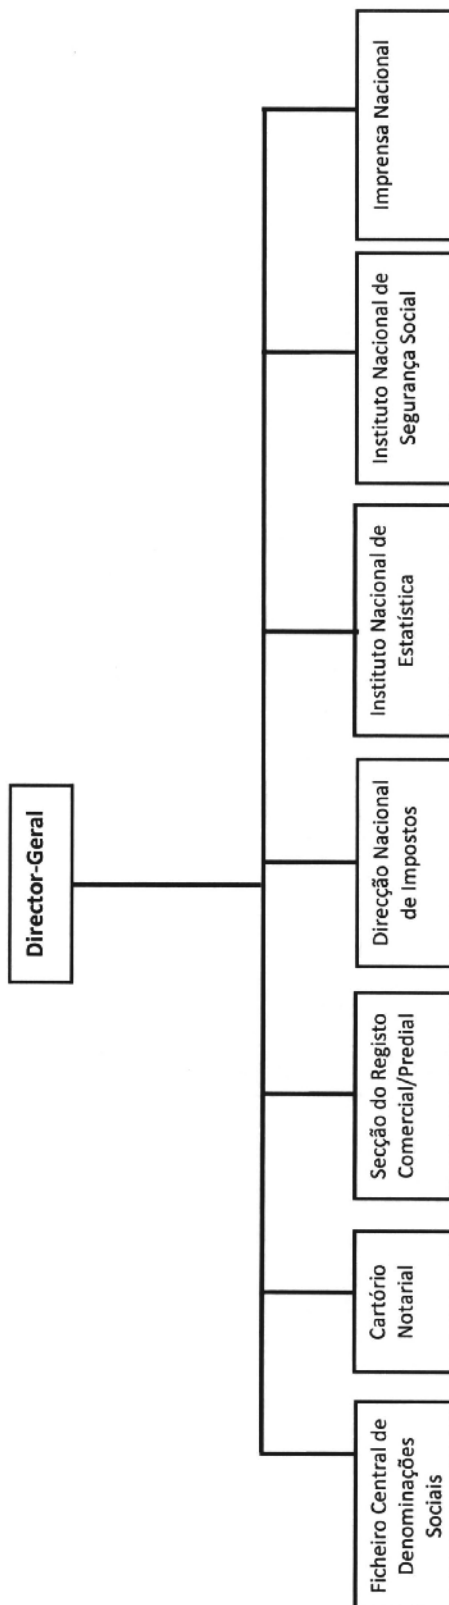 Director-Geral
Ficheiro Central de
Denominações
Sociais
Cartório
Notarial
Secção do Registo
Comercial/Predial
Direcção Nacional
de Impostos
Instituto Nacional de
Estatística
Instituto Nacional de
Segurança Social
Imprensa Nacional